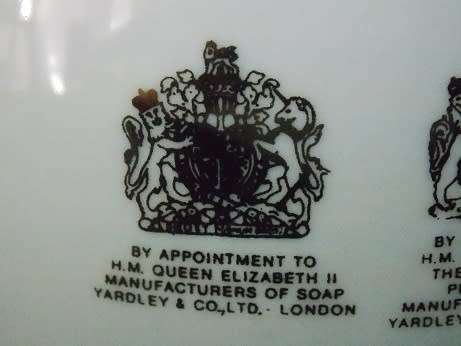 BY APPOINTMENT TO
H.M. QUEEN ELIZABETH II
MANUFACTURERS OF SOAP
YARDLEY & CO., LTD. · LONDON
BY
H.M.
THE
MANUF
YARDLEY